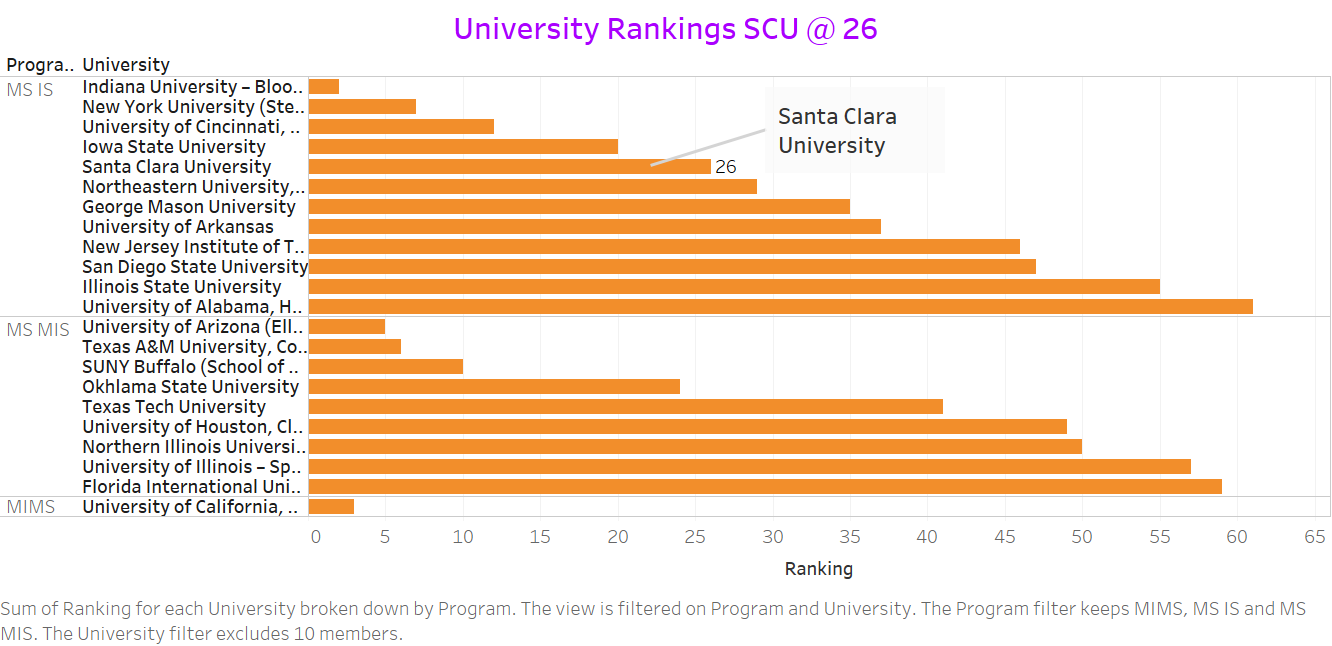 University Rankings SCU @ 26
Progra.. University
MS IS Indiana University – Bloo..
New York University (Ste..
University of Cincinnati, ..
Iowa State University
Santa Clara University 26
Santa Clara
University
Northeastern University,..
George Mason University
University of Arkansas
New Jersey Institute of T..
San Diego State University
Illinois State University
University of Alabama, H..
MS MIS University of Arizona (Ell..
Texas A&M University, Co..
SUNY Buffalo (School of ..
Okhlama State University
Texas Tech University
University of Houston, Cl..
Northern Illinois Universi..
University of Illinois – Sp..
Florida International Uni..
MIMS University of California, ..
0 5 10 15 20 25 30 35 40 45 50 55 60 65
Ranking
Sum of Ranking for each University broken down by Program. The view is filtered on Program and University. The Program filter keeps MIMS, MS IS and MS
MIS. The University filter excludes 10 members.